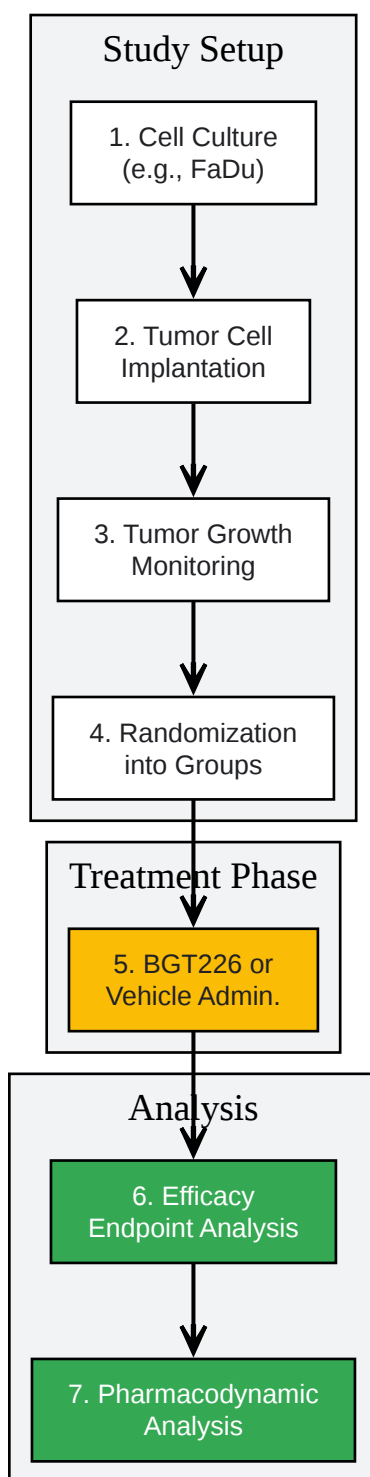 Study Setup
1. Cell Culture
(e.g., FaDu)
2. Tumor Cell
Implantation
3. Tumor Growth
Monitoring
4. Randomization
into Groups
Treatment Phase
5. BGT226 or
Vehicle Admin.
Analysis
6. Efficacy
Endpoint Analysis
7. Pharmacodynamic
Analysis